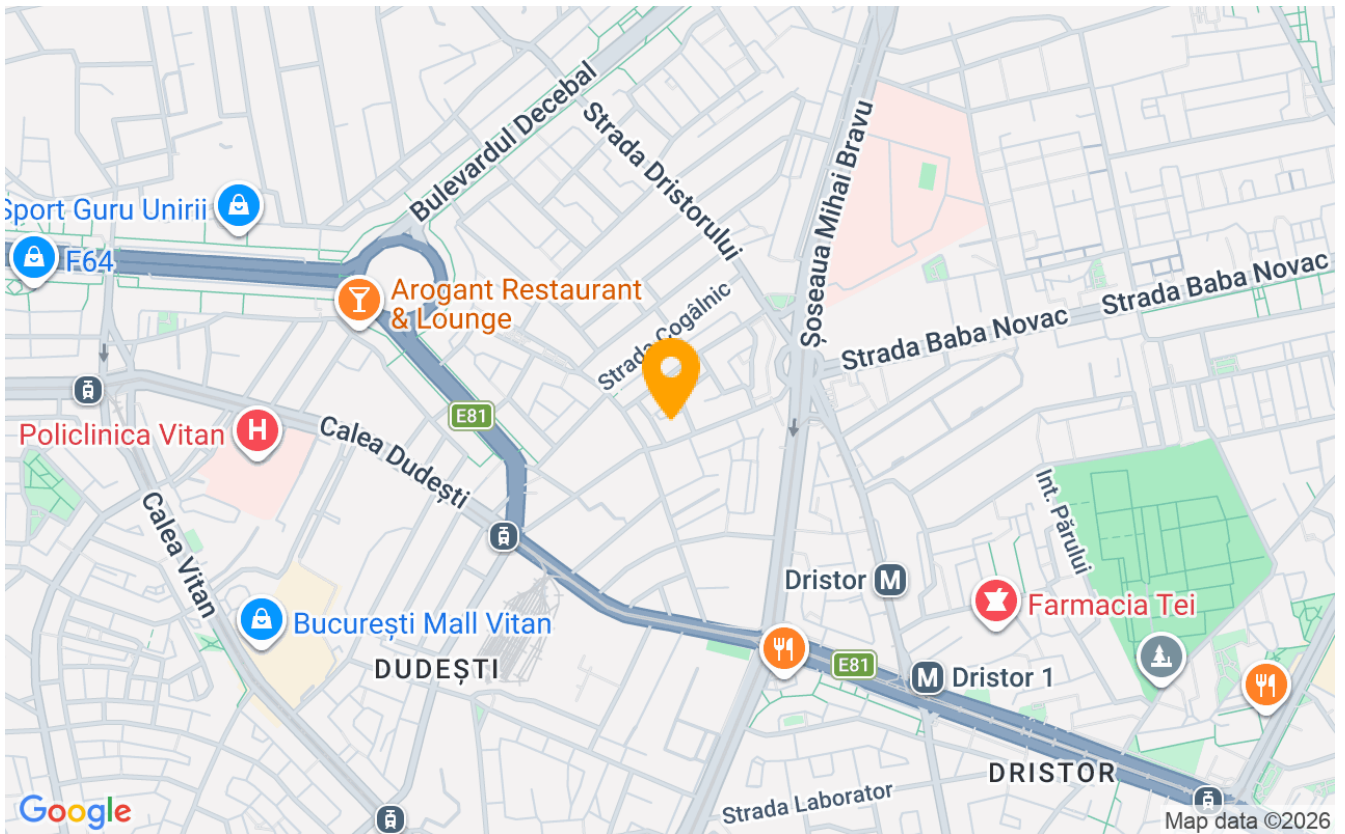 Bulevardul Decebal
Strada Dristorului
Șoseaua Mihai Bravu
Sport Guru Unirii
F64
Arogant Restaurant
& Lounge
Strada Cogâlnic
Strada Baba Novac
Strada Baba Novac
E81
Policlinica Vitan
H
Calea Dudești
Calea Vitan
Int. Părului
Dristor M
Farmacia Tei
București Mall Vitan
DUDEȘTI
E81
M Dristor 1
DRISTOR
Strada Laborator
Google
Map data ©2026